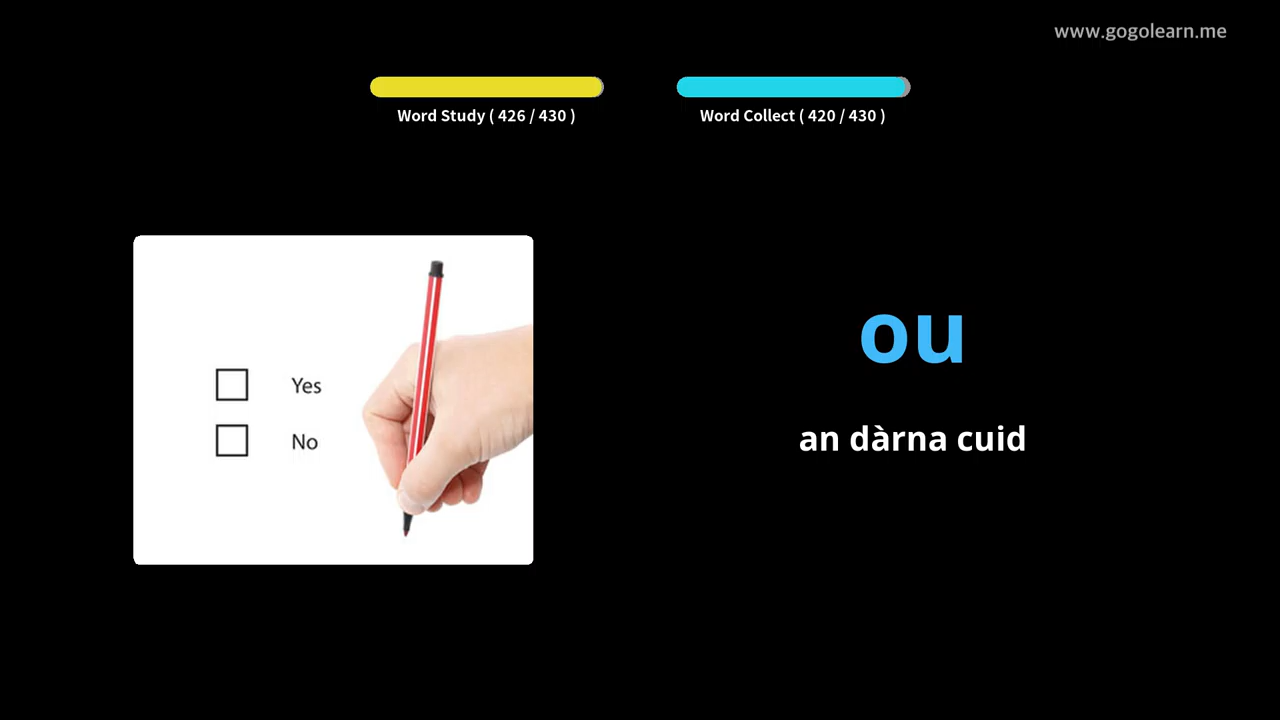 www.gogolearn.me
Word Study ( 426 / 430 )
Word Collect ( 420 / 430 )
Yes
No
ou
an dàrna cuid